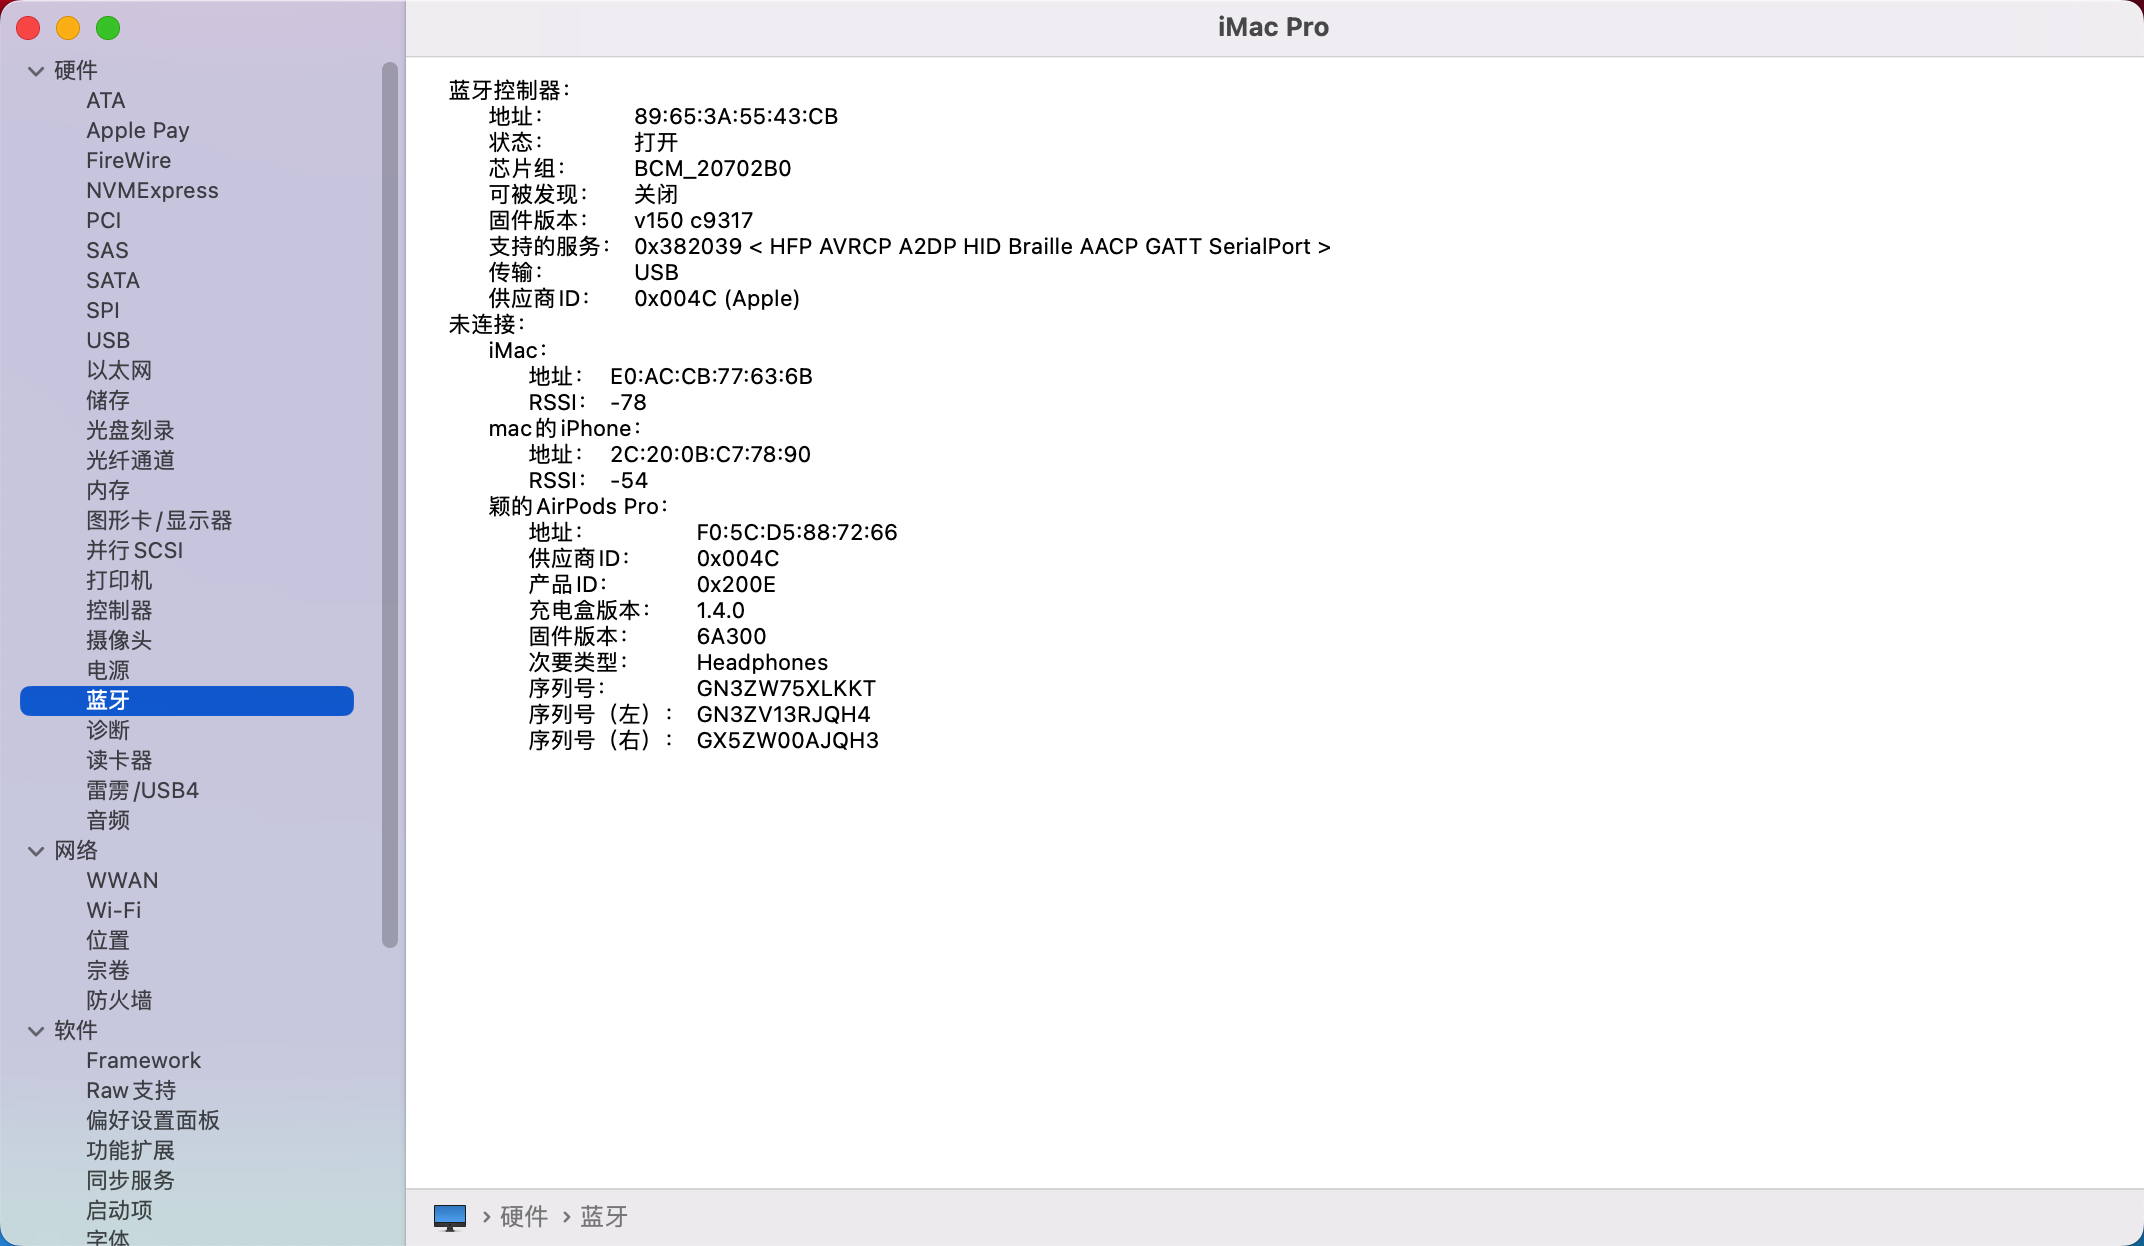 iMac Pro
硬件
ATA
Apple Pay
FireWire
NVMExpress
PCI
SAS
SATA
SPI
USB
以太网
储存
光盘刻录
光纤通道
内存
图形卡/显示器
并行SCSI
打印机
控制器
摄像头
电源
蓝牙
诊断
读卡器
雷雳/USB4
音频
网络
WWAN
Wi-Fi
位置
宗卷
防火墙
软件
Framework
Raw支持
偏好设置面板
功能扩展
同步服务
启动项
字体
蓝牙控制器：
地址： 89:65:3A:55:43:CB
状态： 打开
芯片组： BCM_20702B0
可被发现： 关闭
固件版本： v150 c9317
支持的服务： 0x382039 < HFP AVRCP A2DP HID Braille AACP GATT SerialPort >
传输： USB
供应商ID： 0x004C (Apple)
未连接：
iMac：
地址： E0:AC:CB:77:63:6B
RSSI： -78
mac的iPhone：
地址： 2C:20:0B:C7:78:90
RSSI： -54
颖的AirPods Pro：
地址： F0:5C:D5:88:72:66
供应商ID： 0x004C
产品ID： 0x200E
充电盒版本： 1.4.0
固件版本： 6A300
次要类型： Headphones
序列号： GN3ZW75XLKKT
序列号（左）： GN3ZV13RJQH4
序列号（右）： GX5ZW00AJQH3
› 硬件 › 蓝牙